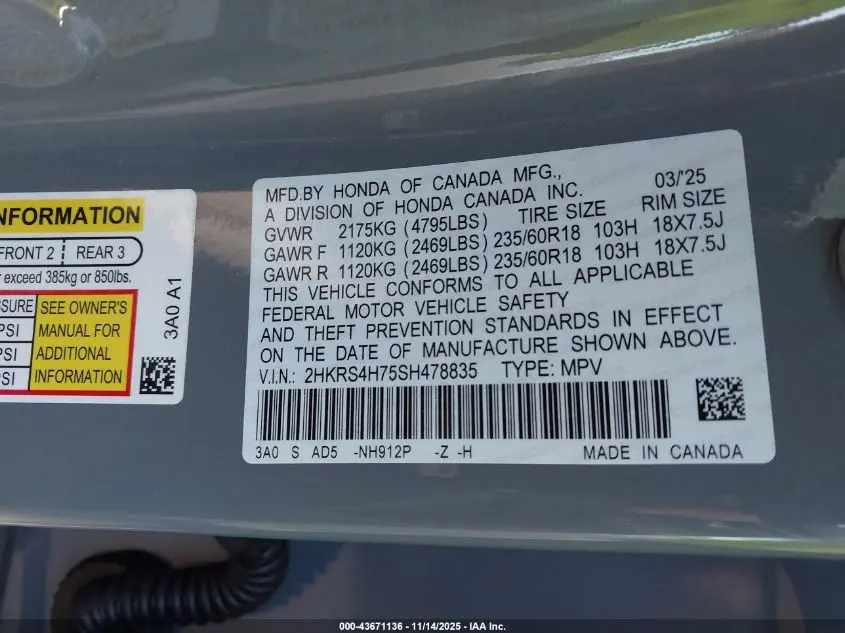 INFORMATION
FRONT 2 REAR 3
exceed 385kg or 850lbs.
SEE OWNER'S
PSI MANUAL FOR
PSI ADDITIONAL
PSI INFORMATION
3A0 A1
MFD.BY HONDA OF CANADA MFG., 03/'25
A DIVISION OF HONDA CANADA INC.
TIRE SIZE RIM SIZE
GVWR 2175KG (4795LBS)
GAWR F 1120KG (2469LBS) 235/60R18 103H 18X7.5J
GAWR R 1120KG (2469LBS) 235/60R18 103H 18X7.5J
THIS VEHICLE CONFORMS TO ALL APPLICABLE
FEDERAL MOTOR VEHICLE SAFETY
AND THEFT PREVENTION STANDARDS IN EFFECT
ON THE DATE OF MANUFACTURE SHOWN ABOVE.
V.I.N.: 2HKRS4H75SH478835 TYPE: MPV
3A0 S AD5 -NH912P -Z -H MADE IN CANADA
000-43671136 - 11/14/2025 - IAA Inc.